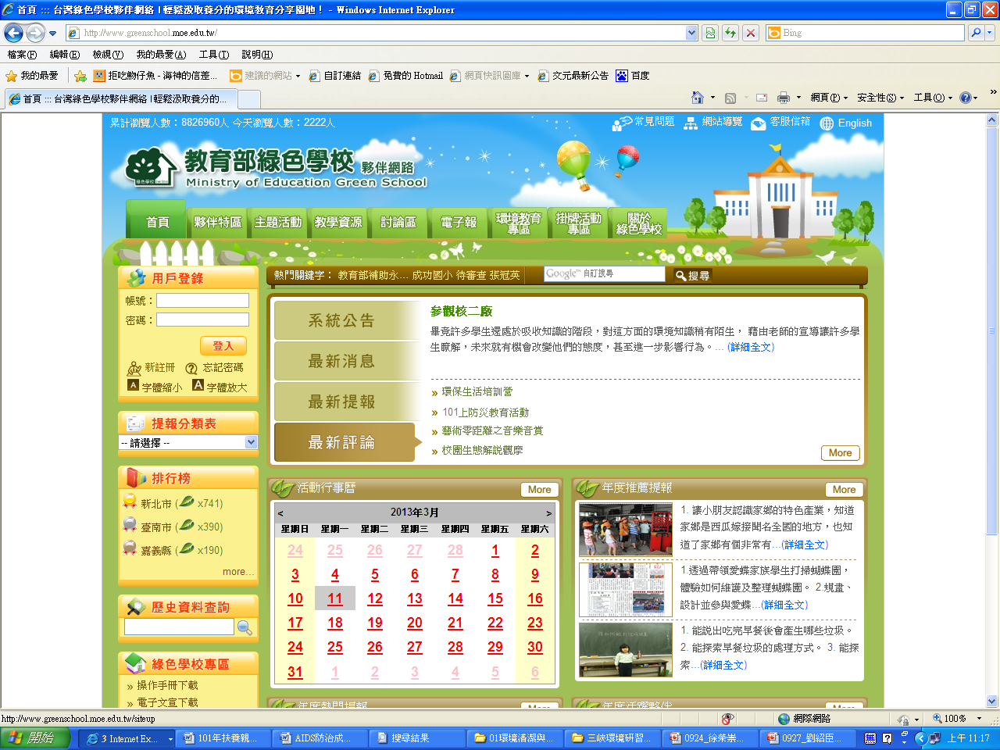 首頁 ::: 台灣綠色學校夥伴網絡 | 輕鬆汲取養分的環境教育分享園地！ - Windows Internet Explorer
http://www.greenschool.moe.edu.tw/
Bing
檔案(F) 編輯(E) 檢視(V) 我的最愛(A) 工具(T) 說明(H)
我的最愛 拒吃魩仔魚 - 海神的信差... 建議的網站 自訂連結 免費的 Hotmail 網頁快訊圖庫 文元最新公告 百度
首頁 ::: 台灣綠色學校夥伴網絡 | 輕鬆汲取養分的... 網頁(P) 安全性(S) 工具(O)
累計瀏覽人數：8826960人 今天瀏覽人數：2222人 常見問題 網站導覽 客服信箱 English
教育部綠色學校 夥伴網路
Ministry of Education Green School
首頁 夥伴特區 主題活動 教學資源 討論區 電子報 環境教育專區 掛牌活動專區 關於綠色學校
用戶登錄
帳號：
密碼：
登入
新註冊 忘記密碼
A 字體縮小 A 字體放大
提報分類表
-- 請選擇 --
排行榜
新北市 ( x741)
臺南市 ( x390)
嘉義縣 ( x190)
more...
歷史資料查詢
綠色學校專區
» 操作手冊下載
» 電子文宣下載
熱門關鍵字： 教育部補助永... 成功國小 待審查 張冠英 Google™ 自訂搜尋 搜尋
系統公告
最新消息
最新提報
最新評論
參觀核二廠
畢竟許多學生還處於吸收知識的階段，對這方面的環境知識稍有陌生， 藉由老師的宣導讓許多學
生瞭解，未來就有機會改變他們的態度，甚至進一步影響行為。... (詳細全文)
» 環保生活培訓營
» 101上防災教育活動
» 藝術零距離之音樂音賞
» 校園生態解說觀摩
More
活動行事曆 More
< 2013年3月 >
星期日 星期一 星期二 星期三 星期四 星期五 星期六
24 25 26 27 28 1 2
3 4 5 6 7 8 9
10 11 12 13 14 15 16
17 18 19 20 21 22 23
24 25 26 27 28 29 30
31 1 2 3 4 5 6
年度推薦提報 More
1. 讓小朋友認識家鄉的特色產業，知道
家鄉是西瓜嫁接聞名全國的地方，也知
道了家鄉有個非常有...(詳細全文)
1.透過帶領愛蝶家族學生打掃蝴蝶園，
體驗如何維護及整理蝴蝶園。 2.規畫、
設計並參與愛蝶...(詳細全文)
1. 能說出吃完早餐後會產生哪些垃圾。
2. 能探索早餐垃圾的處理方式。 3. 能探
索...(詳細全文)
年度熱門提報 More
年度活躍夥伴 More
http://www.greenschool.moe.edu.tw/siteup 網際網路 100%
開始 3 Internet Ex... 101年扶養親... AIDS防治成... 搜尋結果 01環境清潔與... 三峽環境研習... 0924_徐榮崇... 0927_劉紹臣... 上午 11:17